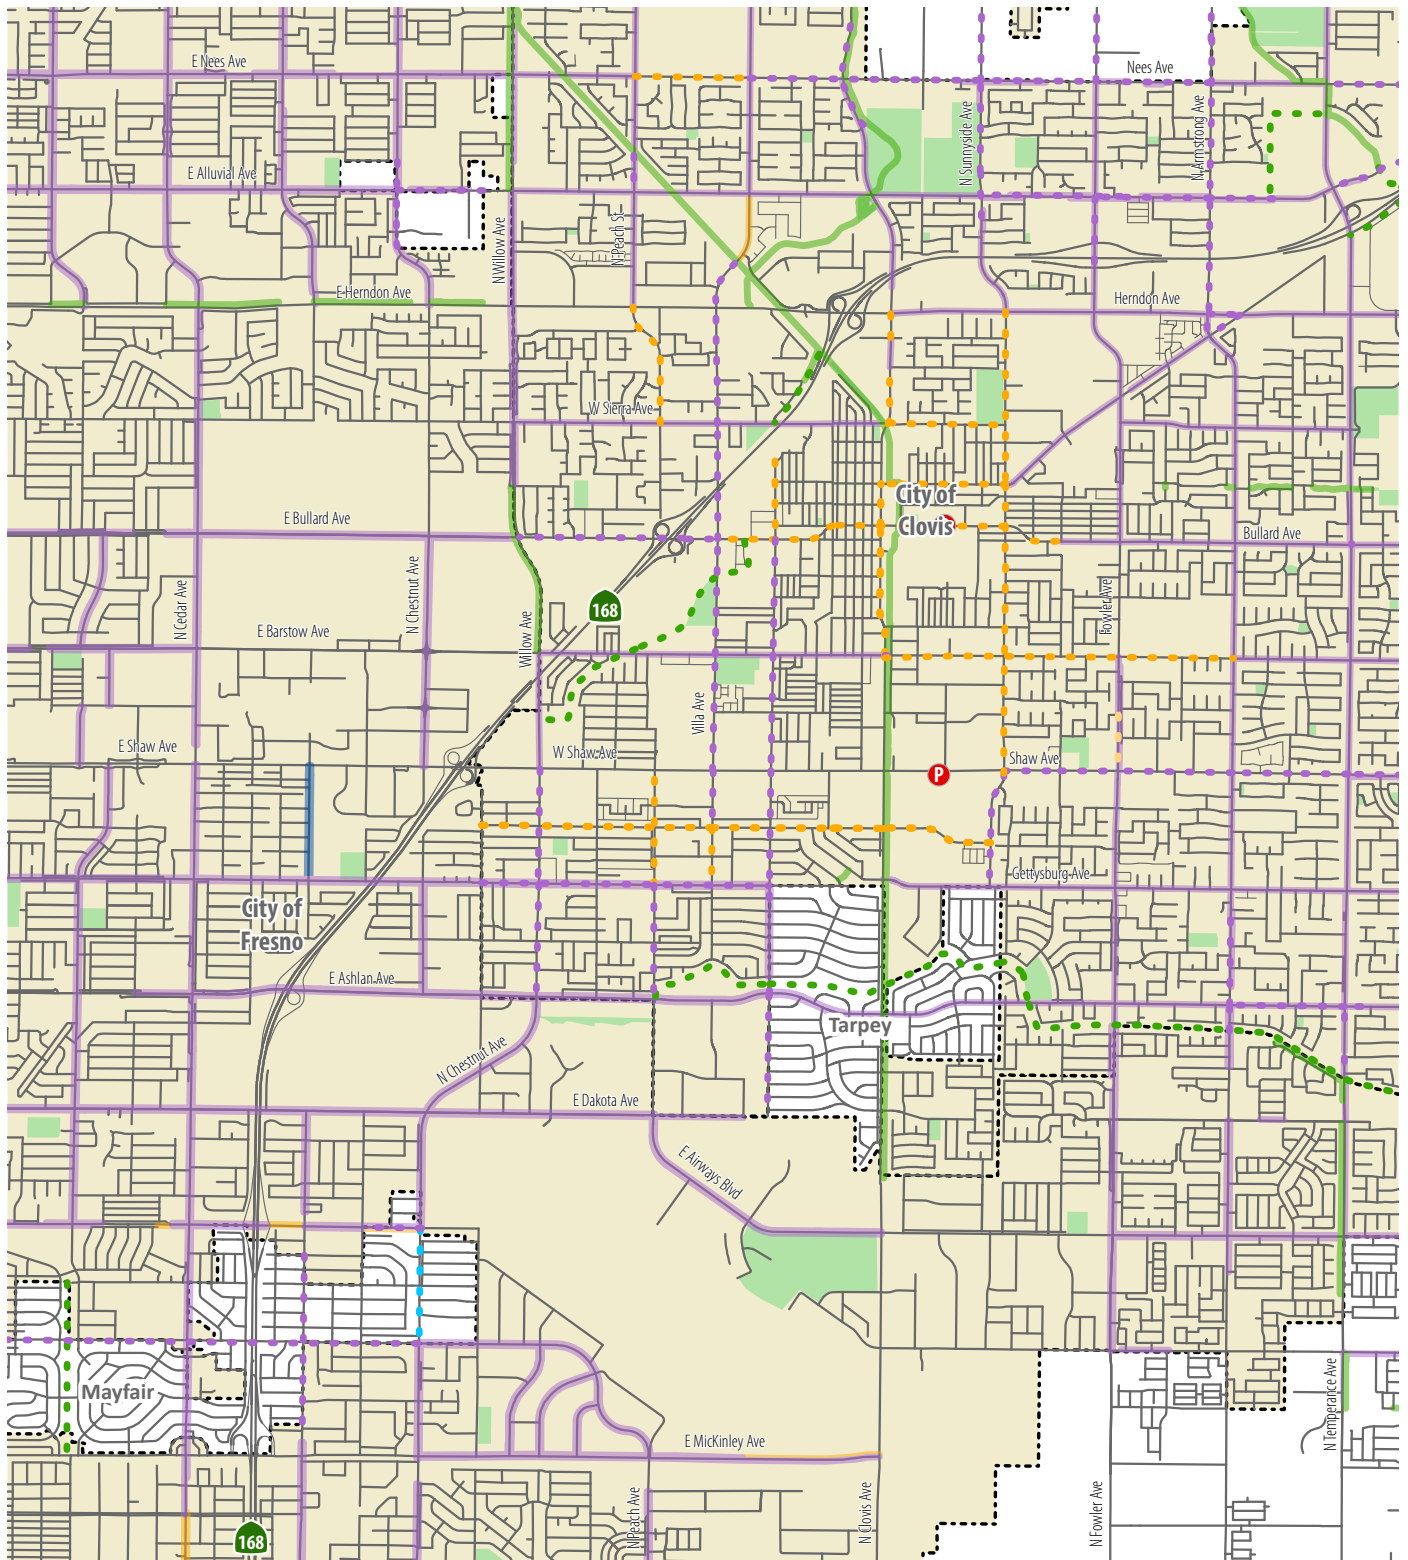 E Nees Ave
Nees Ave
N Sunnyside Ave
N Armstrong Ave
E Alluvial Ave
N Willow Ave
N Peach St
E Herndon Ave
Herndon Ave
W Sierra Ave
City of
Clovis
E Bullard Ave
Bullard Ave
N Cedar Ave
N Chestnut Ave
168
Fowler Ave
E Barstow Ave
Willow Ave
Villa Ave
E Shaw Ave
W Shaw Ave
Shaw Ave
P
Gettysburg Ave
City of
Fresno
E Ashlan Ave
Tarpey
N Chestnut Ave
E Dakota Ave
E Airways Blvd
Mayfair
N Temperance Ave
E MicKinley Ave
N Peach Ave
N Clovis Ave
N Fowler Ave
168